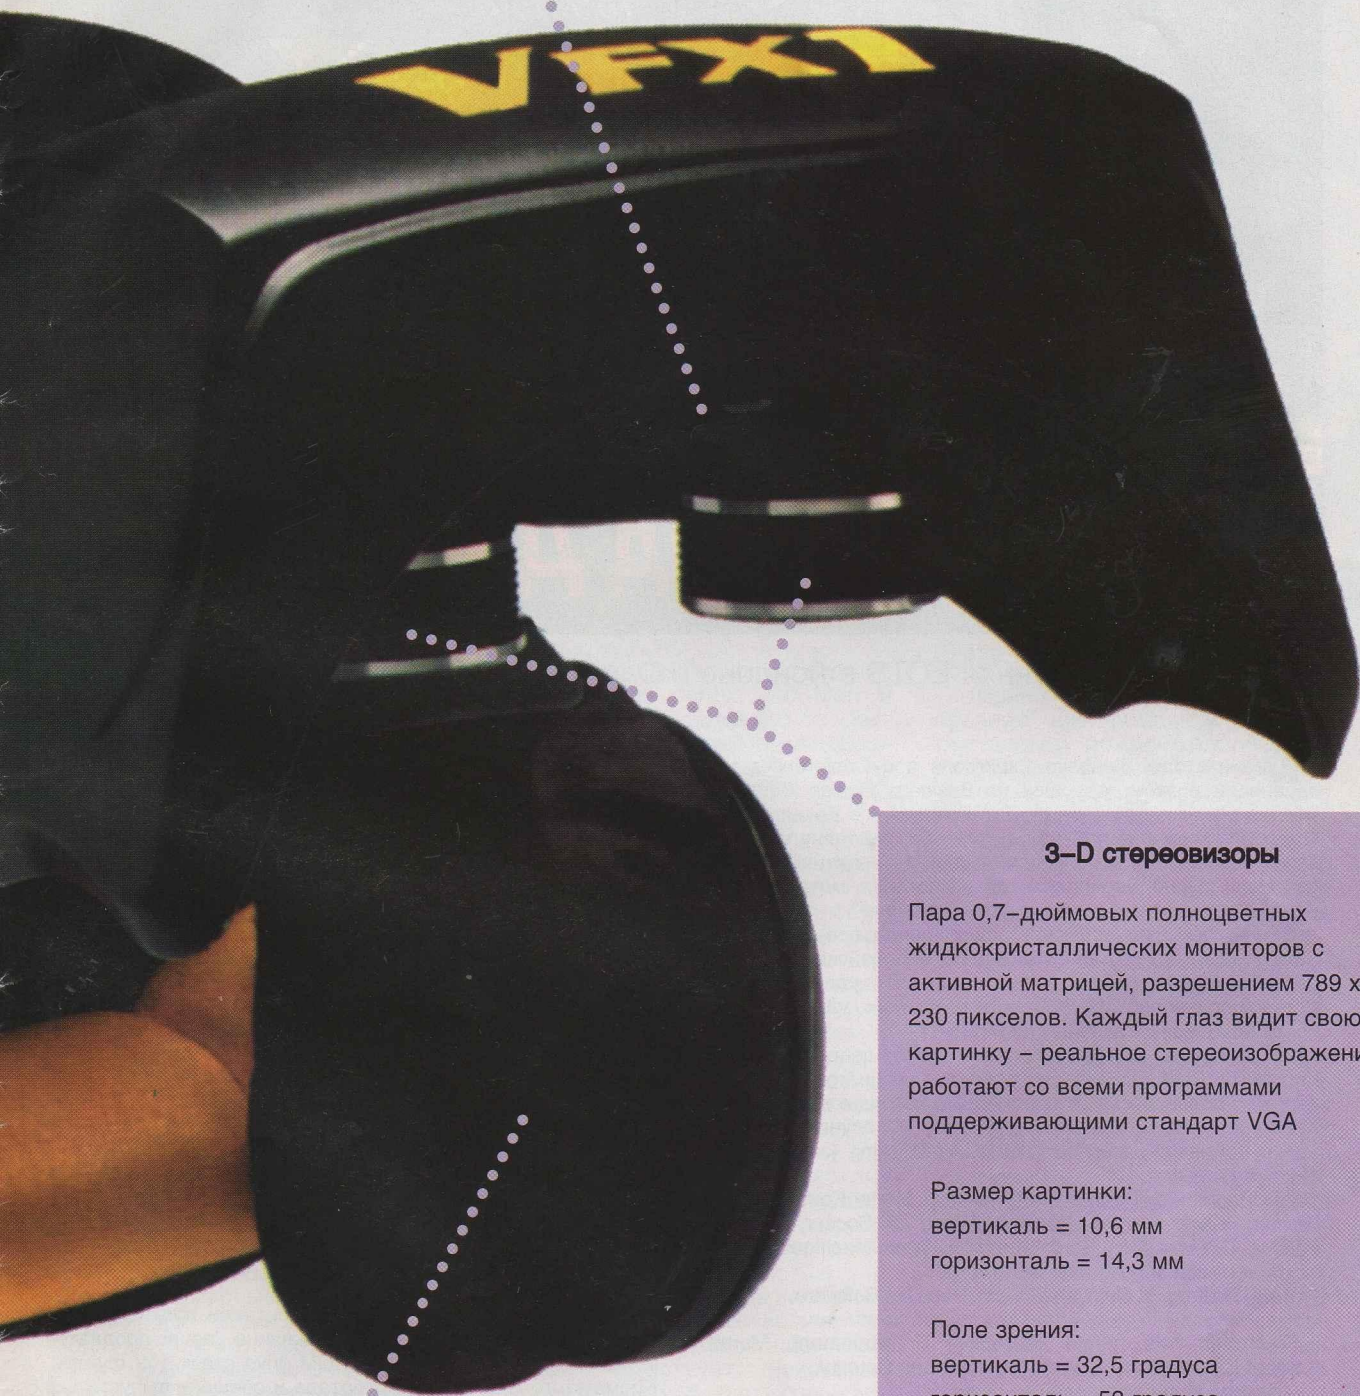 VFX1
3–D стереовизоры
Пара 0,7–дюймовых полноцветных
жидкокристаллических мониторов с
активной матрицей, разрешением 789 x
230 пикселов. Каждый глаз видит свою
картинку – реальное стереоизображени
работают со всеми программами
поддерживающими стандарт VGA
Размер картинки:
вертикаль = 10,6 мм
горизонталь = 14,3 мм
Поле зрения:
вертикаль = 32,5 градуса